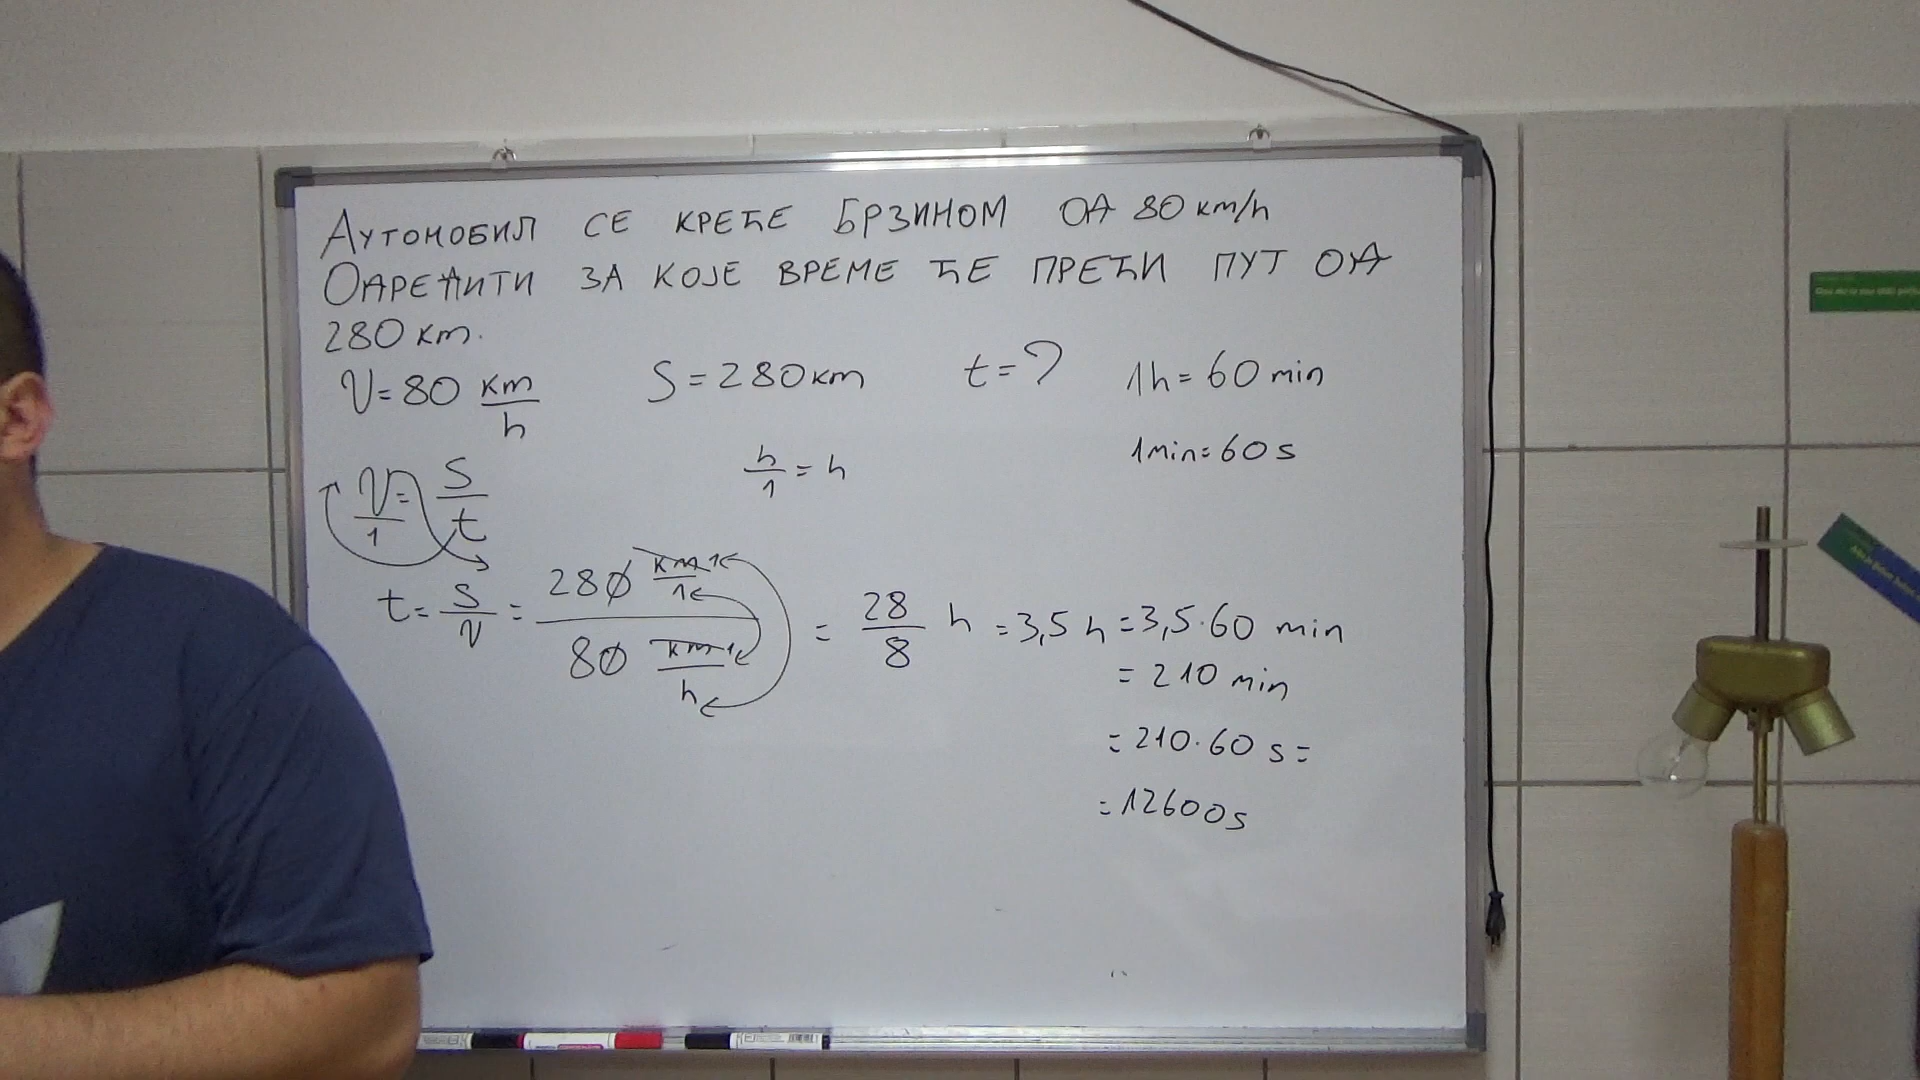 Аутомобил се креће брзином од 80 km/h
Одредити за које време ће прећи пут од
280 km.
V = 80 km/h
S = 280 km
t = ?
1h = 60 min
1min = 60 s
h/1 = h
V/1 = S/t
t = S/V = 280 km/1 1 / 80 km 1/h = 28/8 h = 3,5 h = 3,5 · 60 min
= 210 min
= 210 · 60 s =
= 12600 s